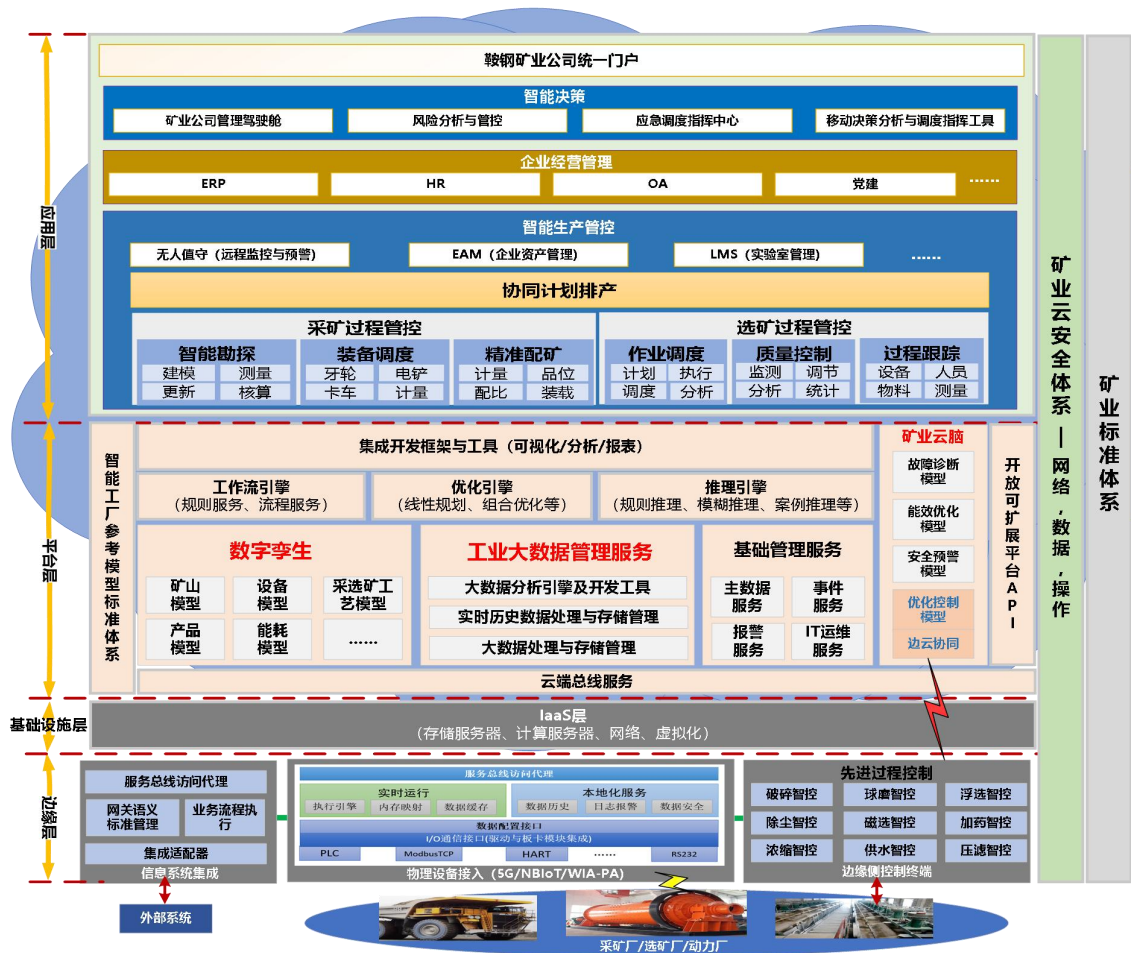 鞍钢矿业公司统一门户
智能决策
矿业公司管理驾驶舱
风险分析与管控
应急调度指挥中心
移动决策分析与调度指挥工具
企业经营管理
ERP
HR
OA
党建
......
应用层
智能生产管控
无人值守（远程监控与预警)
EAM（企业资产管理)
LMS（实验室管理)
......
协同计划排产
采矿过程管控
选矿过程管控
智能勘探
建模
测量
更新
核算
装备调度
牙轮
电铲
卡车
计量
精准配矿
计量
品位
配比
装载
作业调度
计划
执行
调度
分析
质量控制
监测
调节
分析
统计
过程跟踪
设备
人员
物料
测量
平台层
智能工厂参考模型标准体系
集成开发框架与工具（可视化/分析/报表）
工作流引擎
（规则服务、流程服务）
优化引擎
(线性规划、组合优化等）
推理引擎
（规则推理、模糊推理、案例推理等）
数字孪生
矿山
模型
设备
模型
采选矿工
艺模型
产品
模型
能耗
模型
......
工业大数据管理服务
大数据分析引擎及开发工具
实时历史数据处理与存储管理
大数据处理与存储管理
基础管理服务
主数据
服务
事件
服务
报警
服务
IT运维
服务
云端总线服务
矿业云脑
故障诊断
模型
能效优化
模型
安全预警
模型
优化控制
模型
边云协同
开放可扩展平台API
基础设施层
IaaS层
（存储服务器、计算服务器、网络、虚拟化）
边缘层
服务总线访问代理
网关语义
标准管理
业务流程执
行
集成适配器
信息系统集成
外部系统
服务总线访问代理
实时运行
执行引擎
内存映射
数据缓存
本地化服务
数据历史
日志报警
数据安全
数据配置接口
I/O通信接口(驱动与板卡模块集成)
PLC
ModbusTCP
HART
......
RS232
物理设备接入（5G/NBIoT/WIA-PA）
先进过程控制
破碎智控
球磨智控
浮选智控
除尘智控
磁选智控
加药智控
浓缩智控
供水智控
压滤智控
边缘侧控制终端
采矿厂/选矿厂/动力厂
矿业云安全体系—网络,数据,操作
矿业标准体系